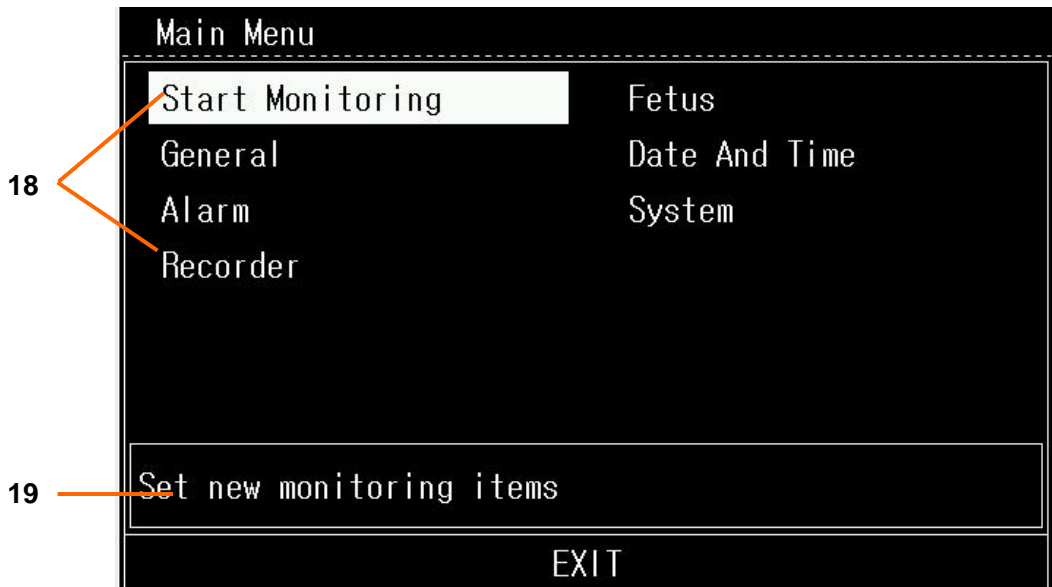 Main Menu
Start Monitoring
Fetus
General
Date And Time
18
Alarm
System
Recorder
19
Set new monitoring items
EXIT